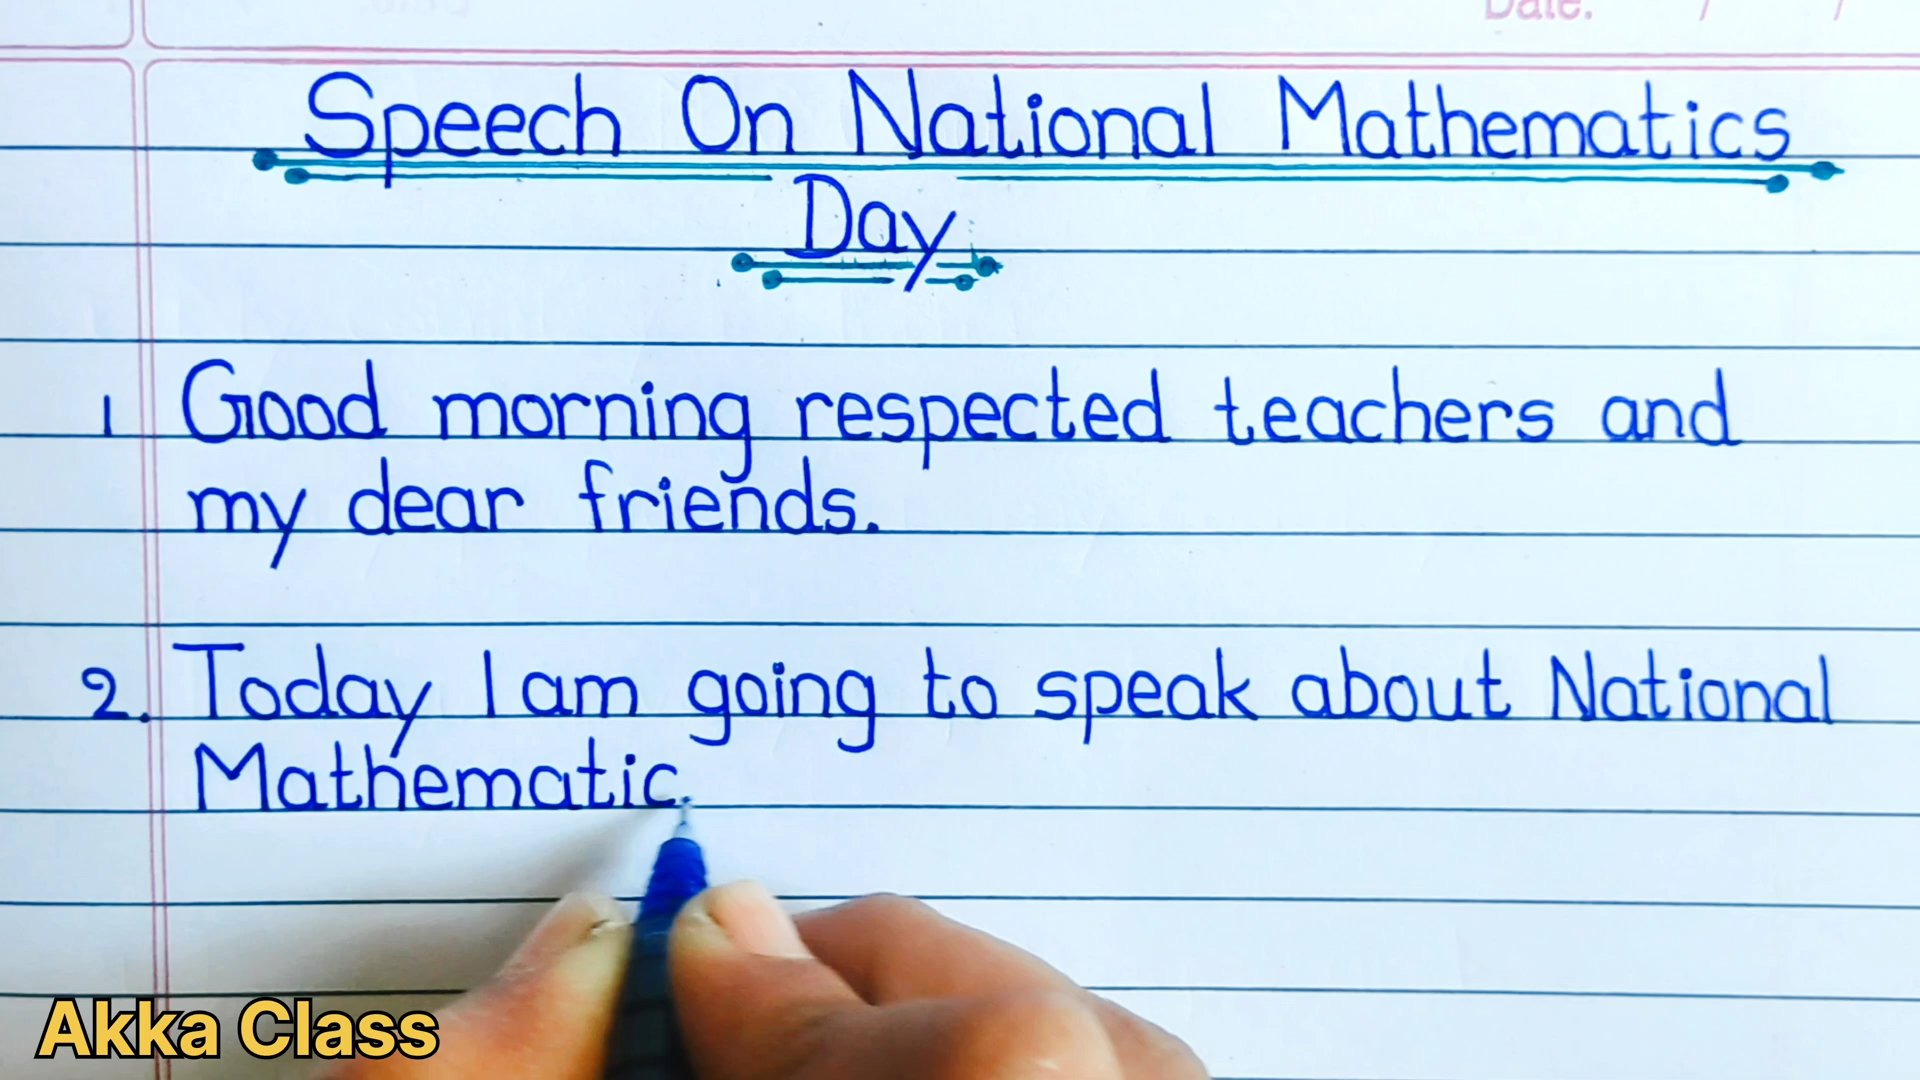 Date: / /
Speech On National Mathematics
Day
1 Good morning respected teachers and
my dear friends.
2. Today I am going to speak about National
Mathematic
Akka Class